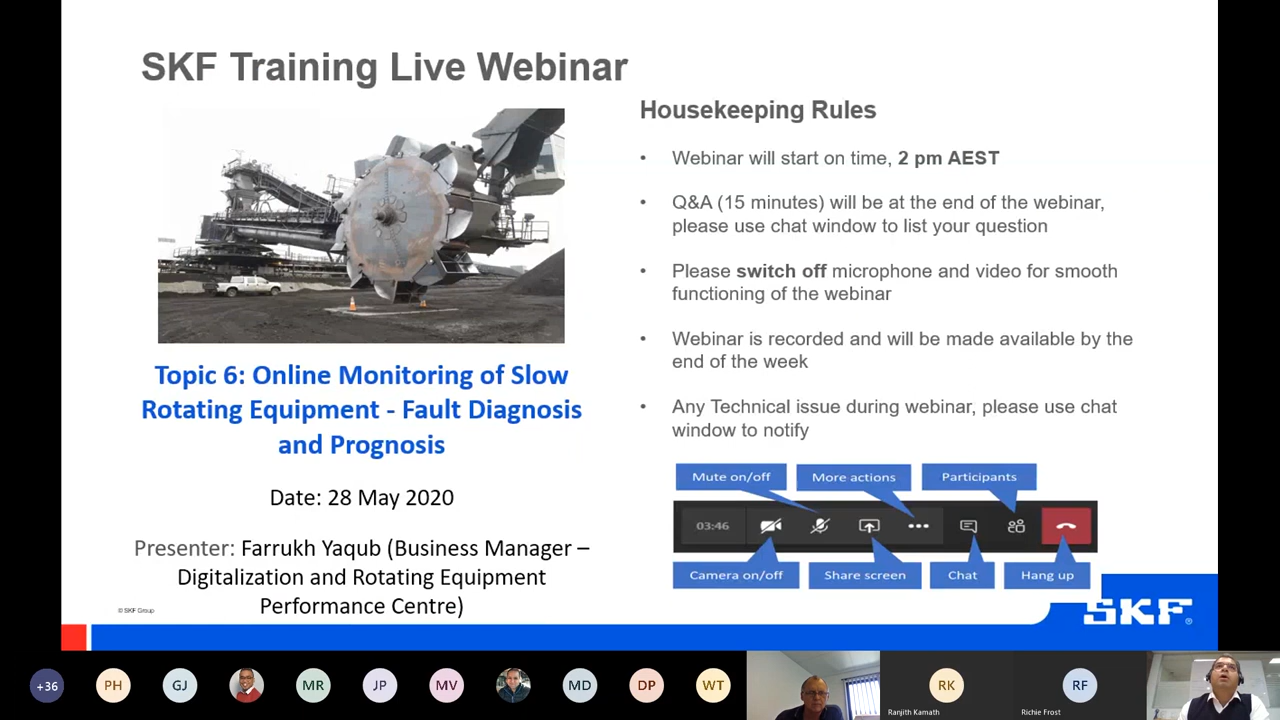 SKF Training Live Webinar
Housekeeping Rules
• Webinar will start on time, 2 pm AEST
• Q&A (15 minutes) will be at the end of the webinar,
please use chat window to list your question
• Please switch off microphone and video for smooth
functioning of the webinar
• Webinar is recorded and will be made available by the
end of the week
• Any Technical issue during webinar, please use chat
window to notify
Topic 6: Online Monitoring of Slow
Rotating Equipment - Fault Diagnosis
and Prognosis
Date: 28 May 2020
Presenter: Farrukh Yaqub (Business Manager –
Digitalization and Rotating Equipment
Performance Centre)
Mute on/off More actions Participants
03:46
Camera on/off Share screen Chat Hang up
© SKF Group
SKF®
+36 PH GJ MR JP MV MD DP WT RK RF
Ranjith Kamath Richie Frost